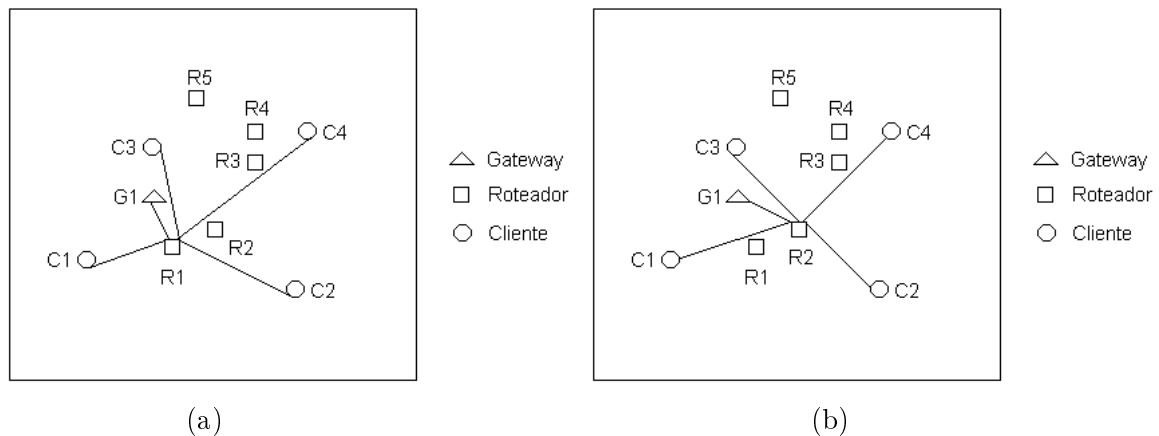 R5
R4
C4
C3
R3
G1
R2
C1
R1
C2
Gateway
Roteador
Cliente
(a)
R5
R4
C4
C3
R3
G1
R2
C1
R1
C2
Gateway
Roteador
Cliente
(b)